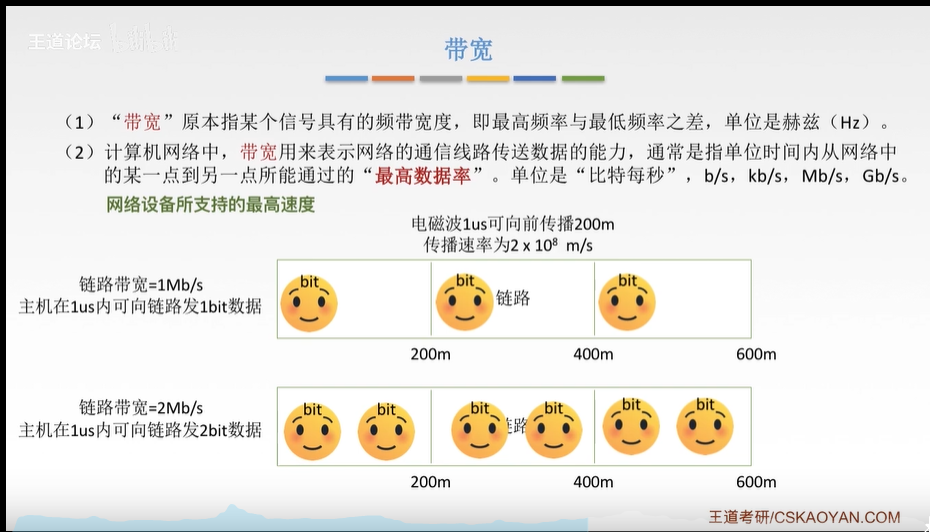 王道论坛
带宽
（1）“带宽”原本指某个信号具有的频带宽度，即最高频率与最低频率之差，单位是赫兹（Hz）。
（2）计算机网络中，带宽用来表示网络的通信线路传送数据的能力，通常是指单位时间内从网络中
的某一点到另一点所能通过的“最高数据率”。单位是“比特每秒”，b/s，kb/s，Mb/s，Gb/s。
网络设备所支持的最高速度
电磁波1us可向前传播200m
传播速率为2 x 10⁸ m/s
链路带宽=1Mb/s
主机在1us内可向链路发1bit数据
bit
bit
链路
bit
200m
400m
600m
链路带宽=2Mb/s
主机在1us内可向链路发2bit数据
bit
bit
bit
路
bit
bit
bit
200m
400m
600m
王道考研/CSKAOYAN.COM